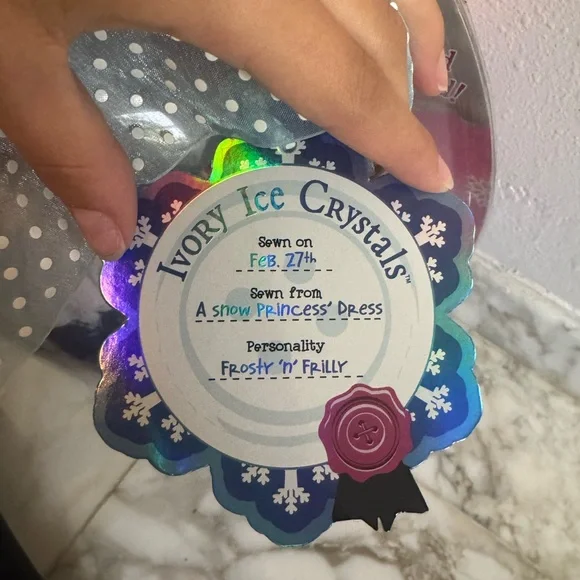 Ivory Ice Crystals™
Sewn on
Feb. 27th
Sewn from
A snow Princess' Dress
Personality
Frosty 'n' Frilly